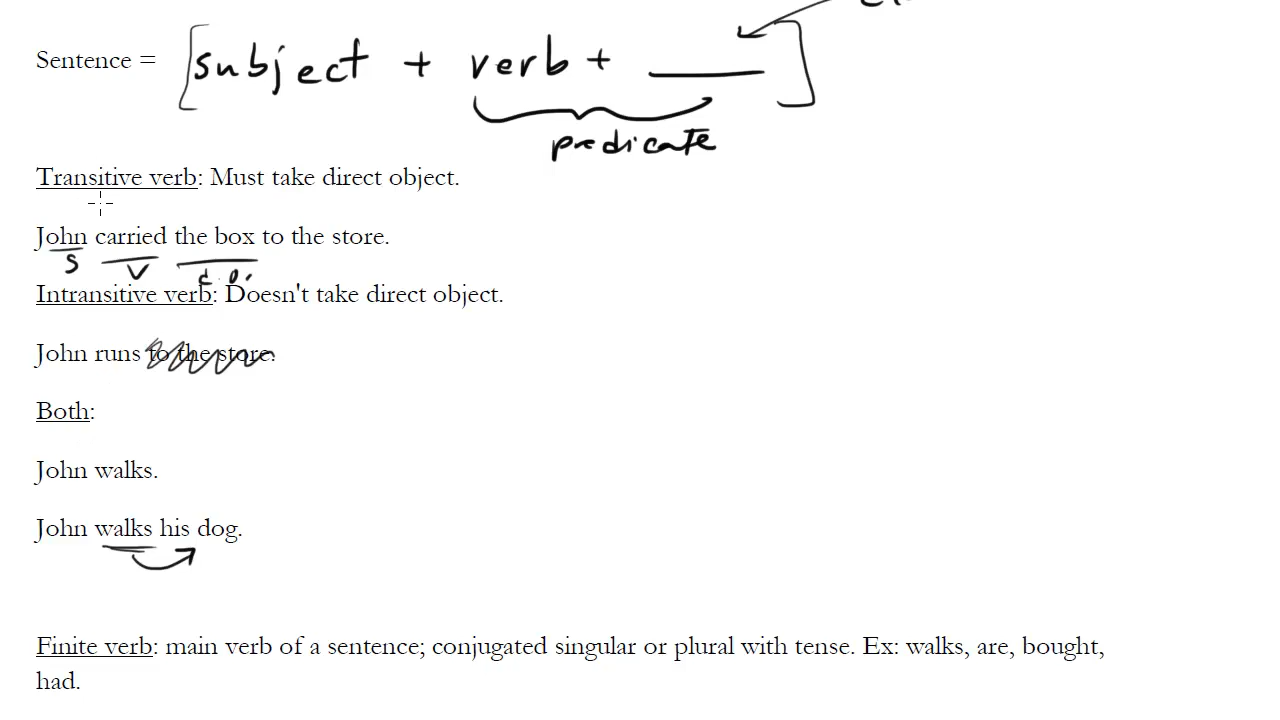 Sentence = [subject + verb + ____]
predicate
Transitive verb: Must take direct object.
John carried the box to the store.
S V d.o.
Intransitive verb: Doesn't take direct object.
John runs to the store.
Both:
John walks.
John walks his dog.
Finite verb: main verb of a sentence; conjugated singular or plural with tense. Ex: walks, are, bought,
had.